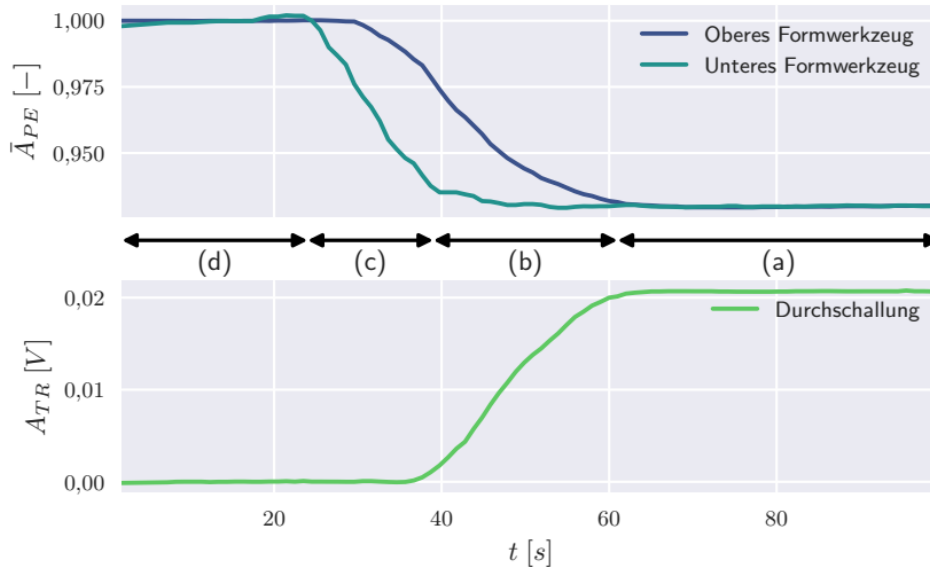 1,000
0,975
0,950
Ā_PE [−]
Oberes Formwerkzeug
Unteres Formwerkzeug
(d) (c) (b) (a)
0,02
0,01
0,00
A_TR [V]
Durchschallung
20 40 60 80
t [s]